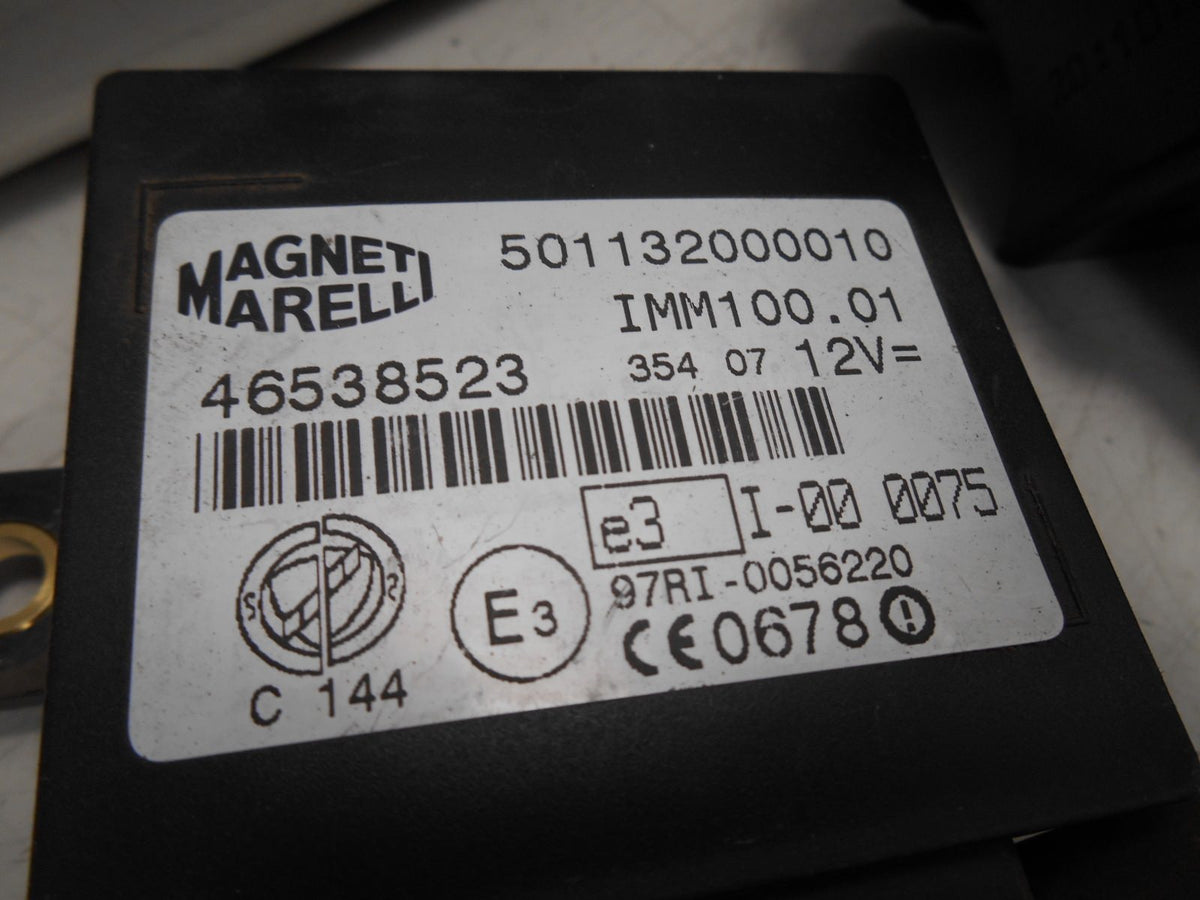 MAGNETI
MARELLI
501132000010
IMM100.01
46538523
354 07 12V=
e3 I-00 0075
97RI-0056220
E3
CE0678
C 144